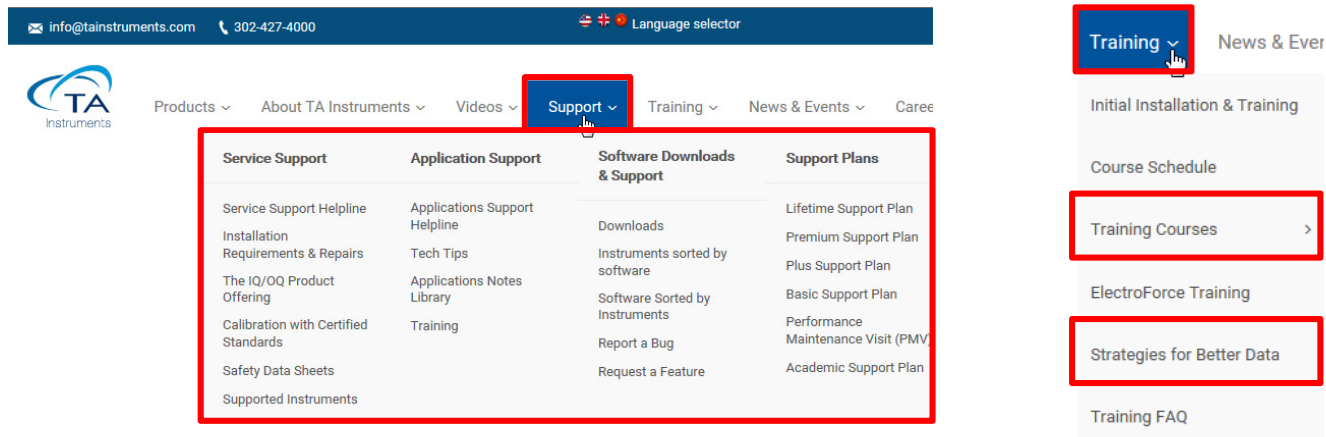 info@tainstruments.com 302-427-4000 Language selector
TA
Instruments
Products About TA Instruments Videos Support Training News & Events Caree
Service Support
Service Support Helpline
Installation
Requirements & Repairs
The IQ/OQ Product
Offering
Calibration with Certified
Standards
Safety Data Sheets
Supported Instruments
Application Support
Applications Support
Helpline
Tech Tips
Applications Notes
Library
Training
Software Downloads
& Support
Downloads
Instruments sorted by
software
Software Sorted by
Instruments
Report a Bug
Request a Feature
Support Plans
Lifetime Support Plan
Premium Support Plan
Plus Support Plan
Basic Support Plan
Performance
Maintenance Visit (PMV)
Academic Support Plan
Training News & Ever
Initial Installation & Training
Course Schedule
Training Courses
ElectroForce Training
Strategies for Better Data
Training FAQ